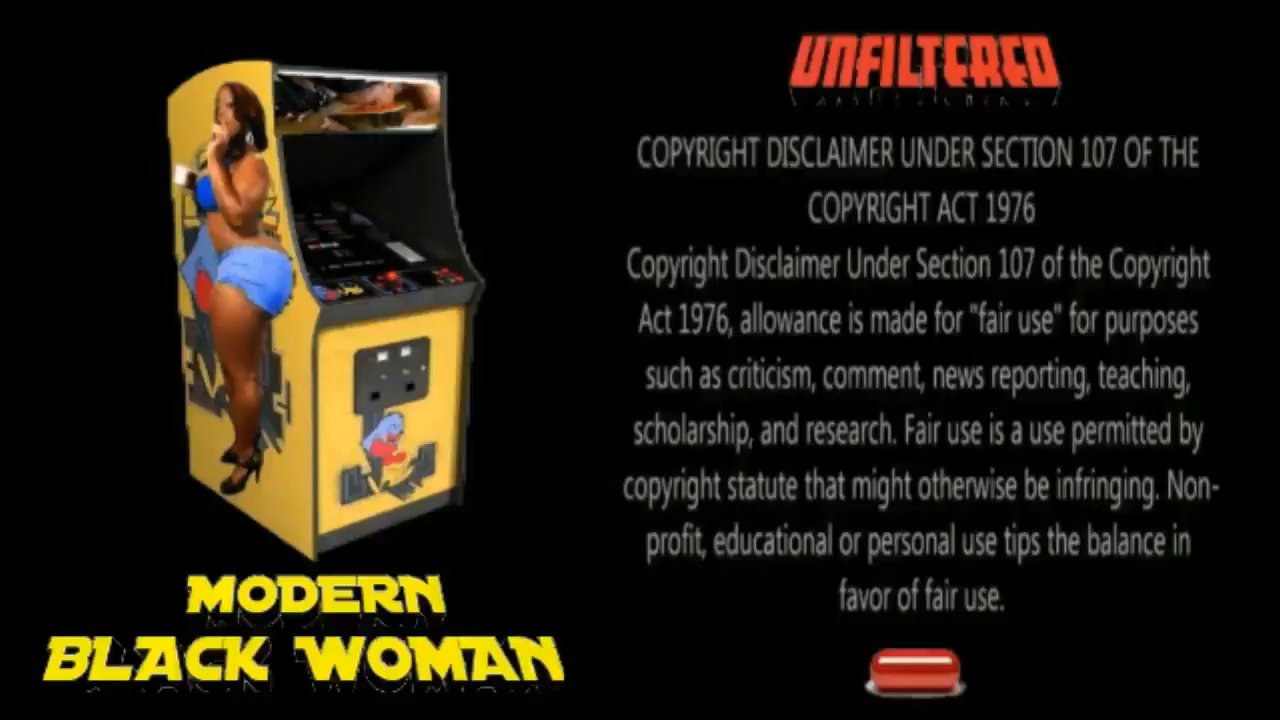 UNFILTERED
COPYRIGHT DISCLAIMER UNDER SECTION 107 OF THE
COPYRIGHT ACT 1976
Copyright Disclaimer Under Section 107 of the Copyright
Act 1976, allowance is made for "fair use" for purposes
such as criticism, comment, news reporting, teaching,
scholarship, and research. Fair use is a use permitted by
copyright statute that might otherwise be infringing. Non-
profit, educational or personal use tips the balance in
favor of fair use.
MODERN
BLACK WOMAN